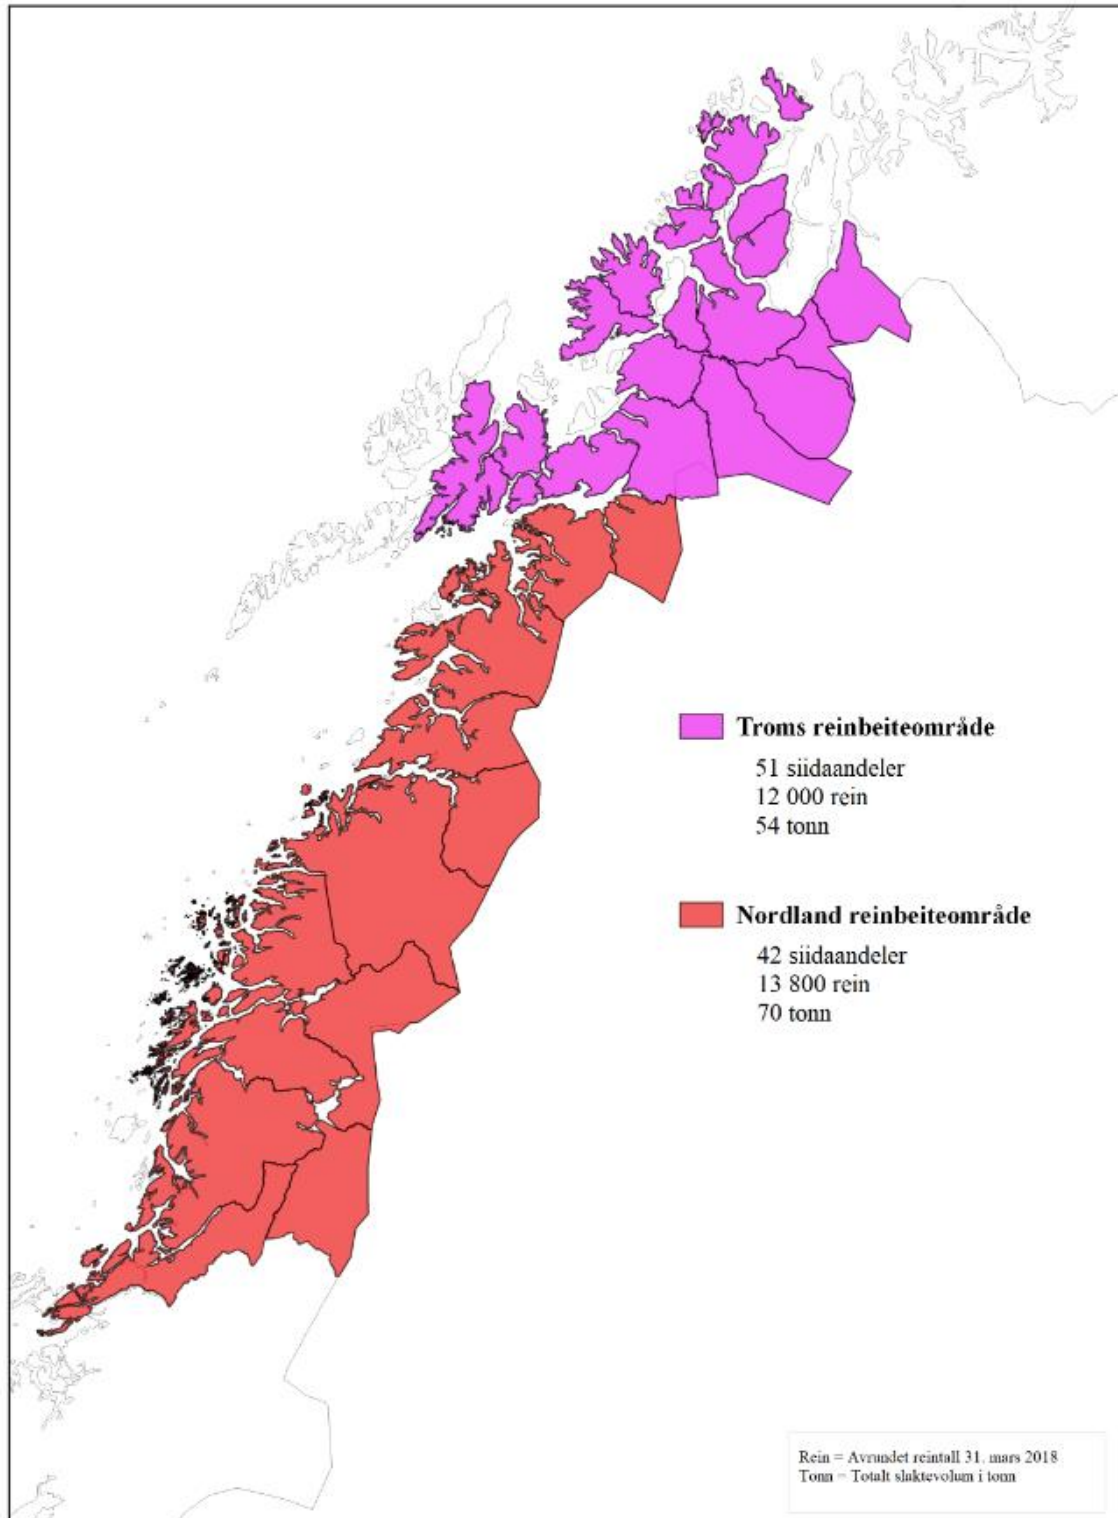 Troms reinbeiteområde
51 siidaandeler
12 000 rein
54 tonn
Nordland reinbeiteområde
42 siidaandeler
13 800 rein
70 tonn
Rein = Avrundet reintall 31. mars 2018
Tonn = Totalt slaktevolum i tonn